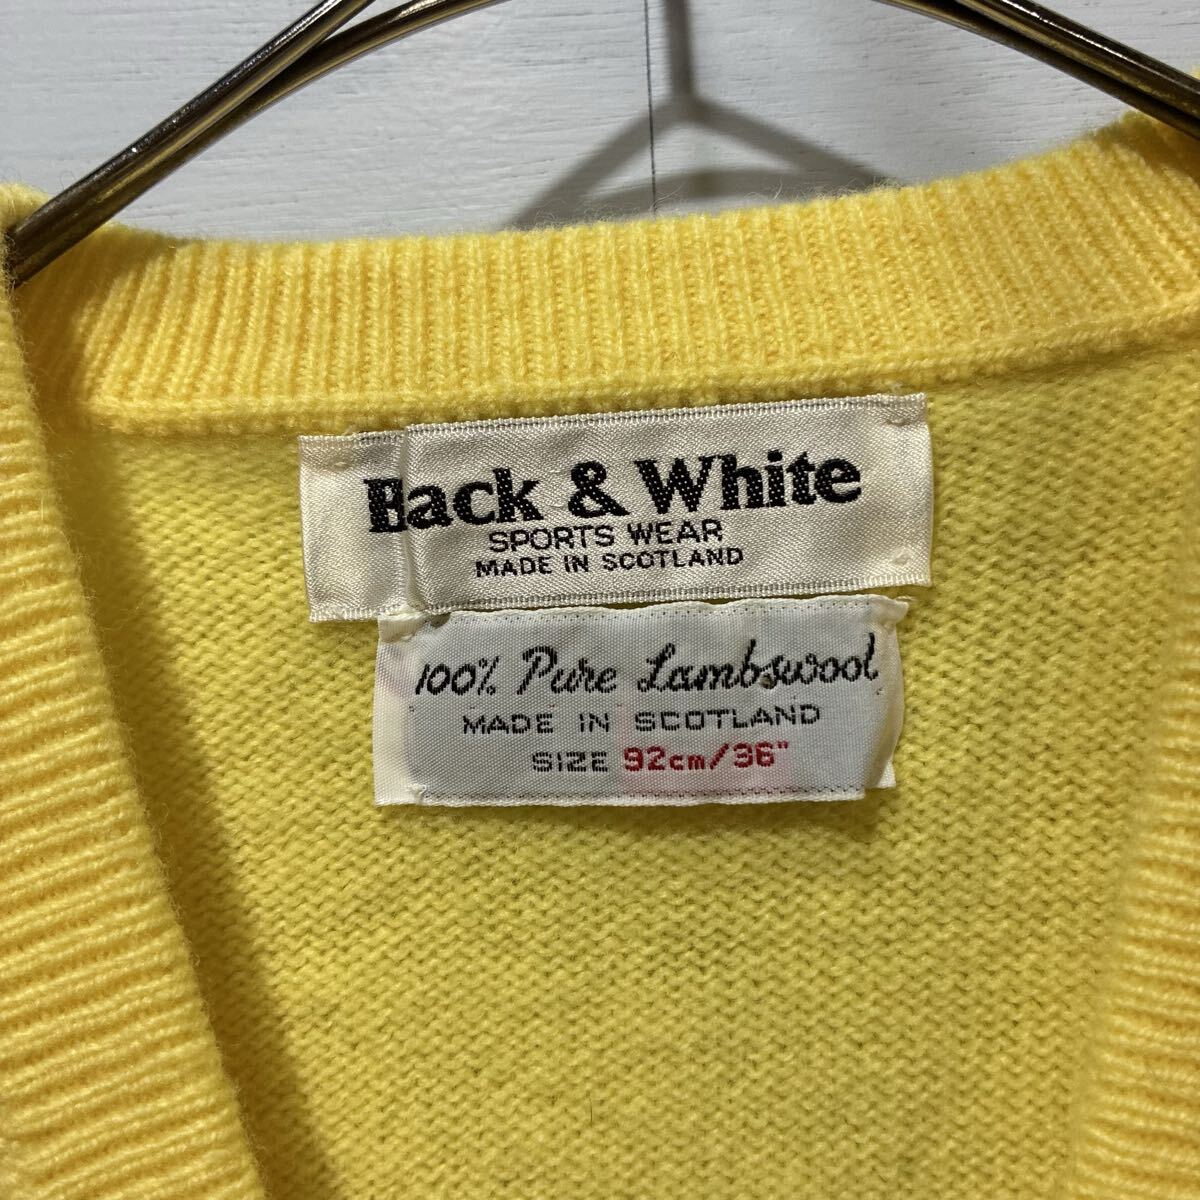 Back & White
SPORTS WEAR
MADE IN SCOTLAND
100% Pure Lambswool
MADE IN SCOTLAND
SIZE 92cm/36"